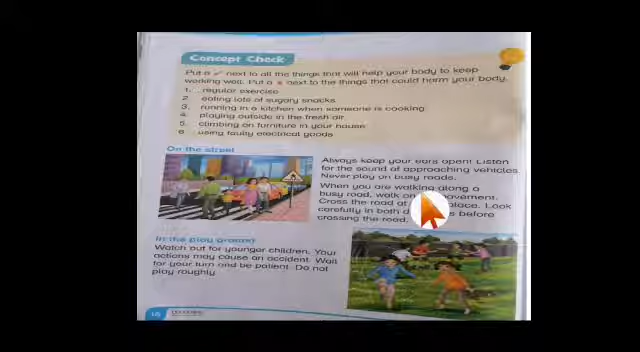 Concept Check
Put a ✓ next to all the things that will help your body to keep
working well. Put a x next to the things that could harm your body.
1. regular exercise
2. eating lots of sugary snacks
3. running in a kitchen when someone is cooking
4. playing outside in the fresh air
5. climbing on furniture in your house
6. using faulty electrical goods
On the street
Always keep your ears open! Listen
for the sound of approaching vehicles.
Never play on busy roads.
When you are walking along a
busy road, walk on pavement.
Cross the road at place. Look
carefully in both before
crossing the road.
In the play ground
Watch out for younger children. Your
actions may cause an accident. Wait
for your turn and be patient. Do not
play roughly